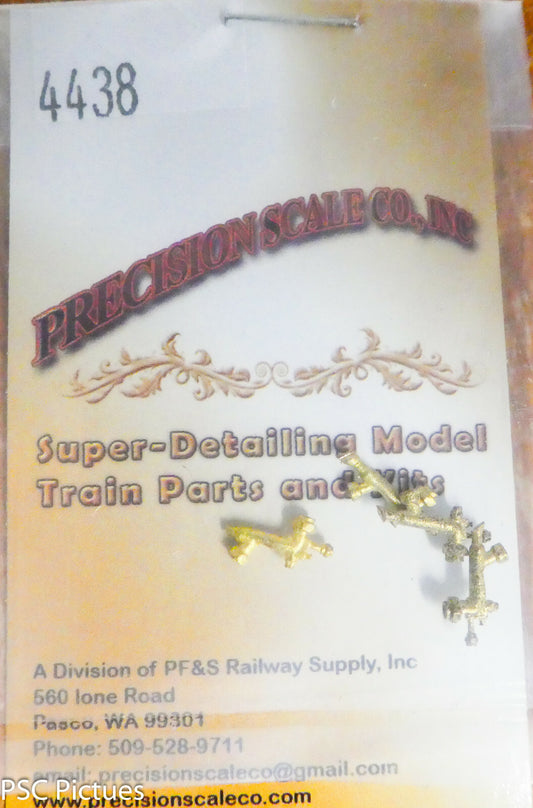 4438
PRECISION SCALE CO., INC
Super-Detailing Model
Train Parts and Kits
A Division of PF&S Railway Supply, Inc
560 Ione Road
Pasco, WA 99301
Phone: 509-528-9711
email: precisionscaleco@gmail.com
www.precisionscaleco.com
PSC Pictues